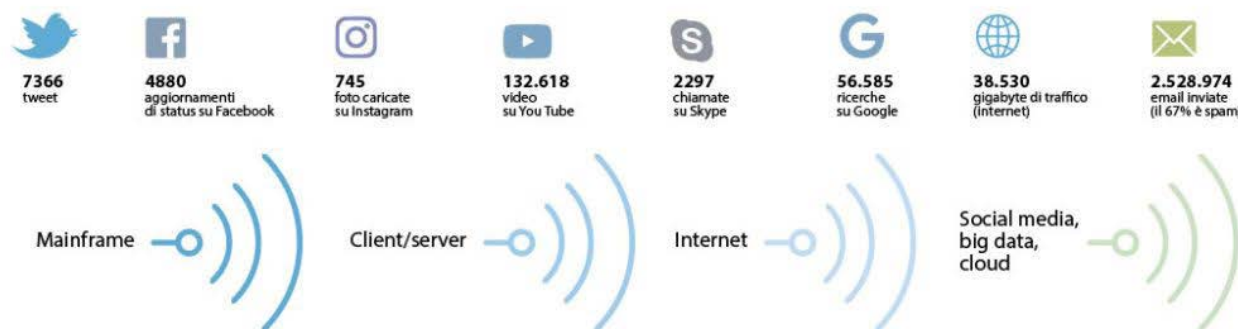 7366
tweet
4880
aggiornamenti
di status su Facebook
745
foto caricate
su Instagram
132.618
video
su You Tube
2297
chiamate
su Skype
56.585
ricerche
su Google
38.530
gigabyte di traffico
(internet)
2.528.974
email inviate
(il 67% è spam
Mainframe
Client/server
Internet
Social media,
big data,
cloud